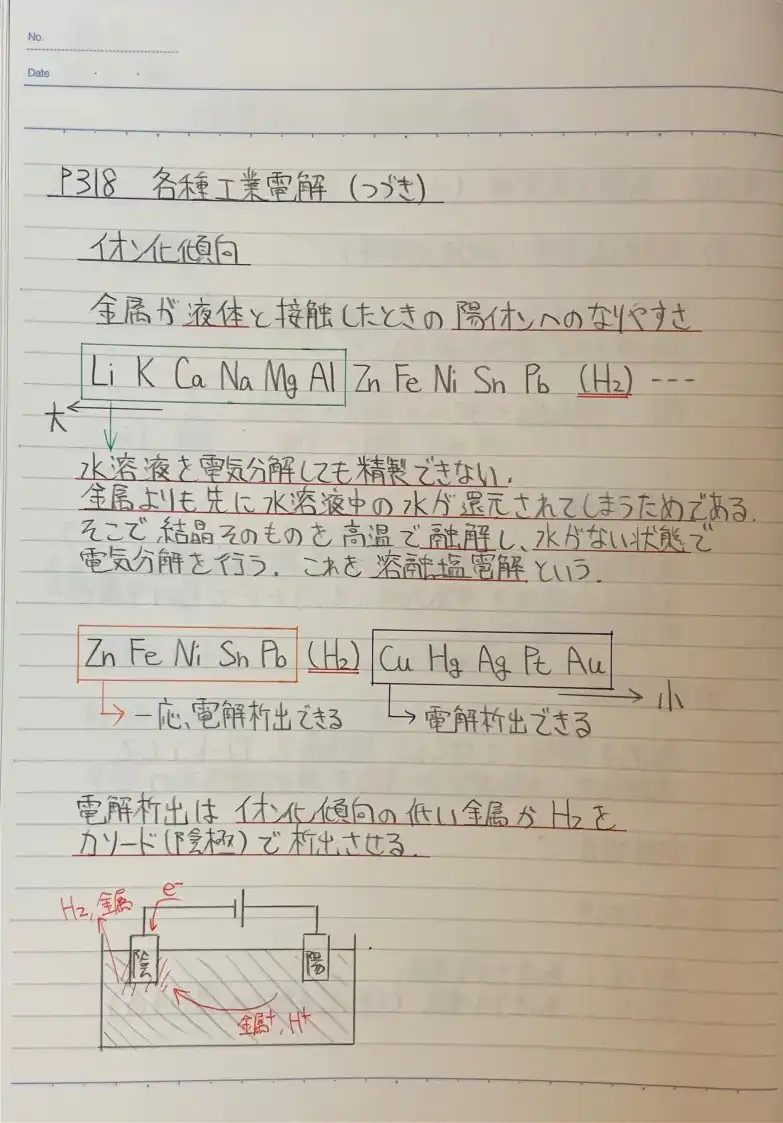 No.
Date
P318 各種工業電解 (つづき)
イオン化傾向
金属が液体と接触したときの陽イオンへのなりやすさ
Li K Ca Na Mg Al Zn Fe Ni Sn Pb (H₂) ---
大
水溶液を電気分解しても精製できない.
金属よりも先に水溶液中の水が還元されてしまうためである.
そこで結晶そのものを高温で融解し、水がない状態で
電気分解を行う. これを溶融塩電解という.
Zn Fe Ni Sn Pb (H₂) Cu Hg Ag Pt Au
小
一応、電解析出できる
電解析出できる
電解析出はイオン化傾向の低い金属かH₂を
カソード(陰極)で析出させる.
e⁻
H₂,金属
陰
陽
金属⁺, H⁺